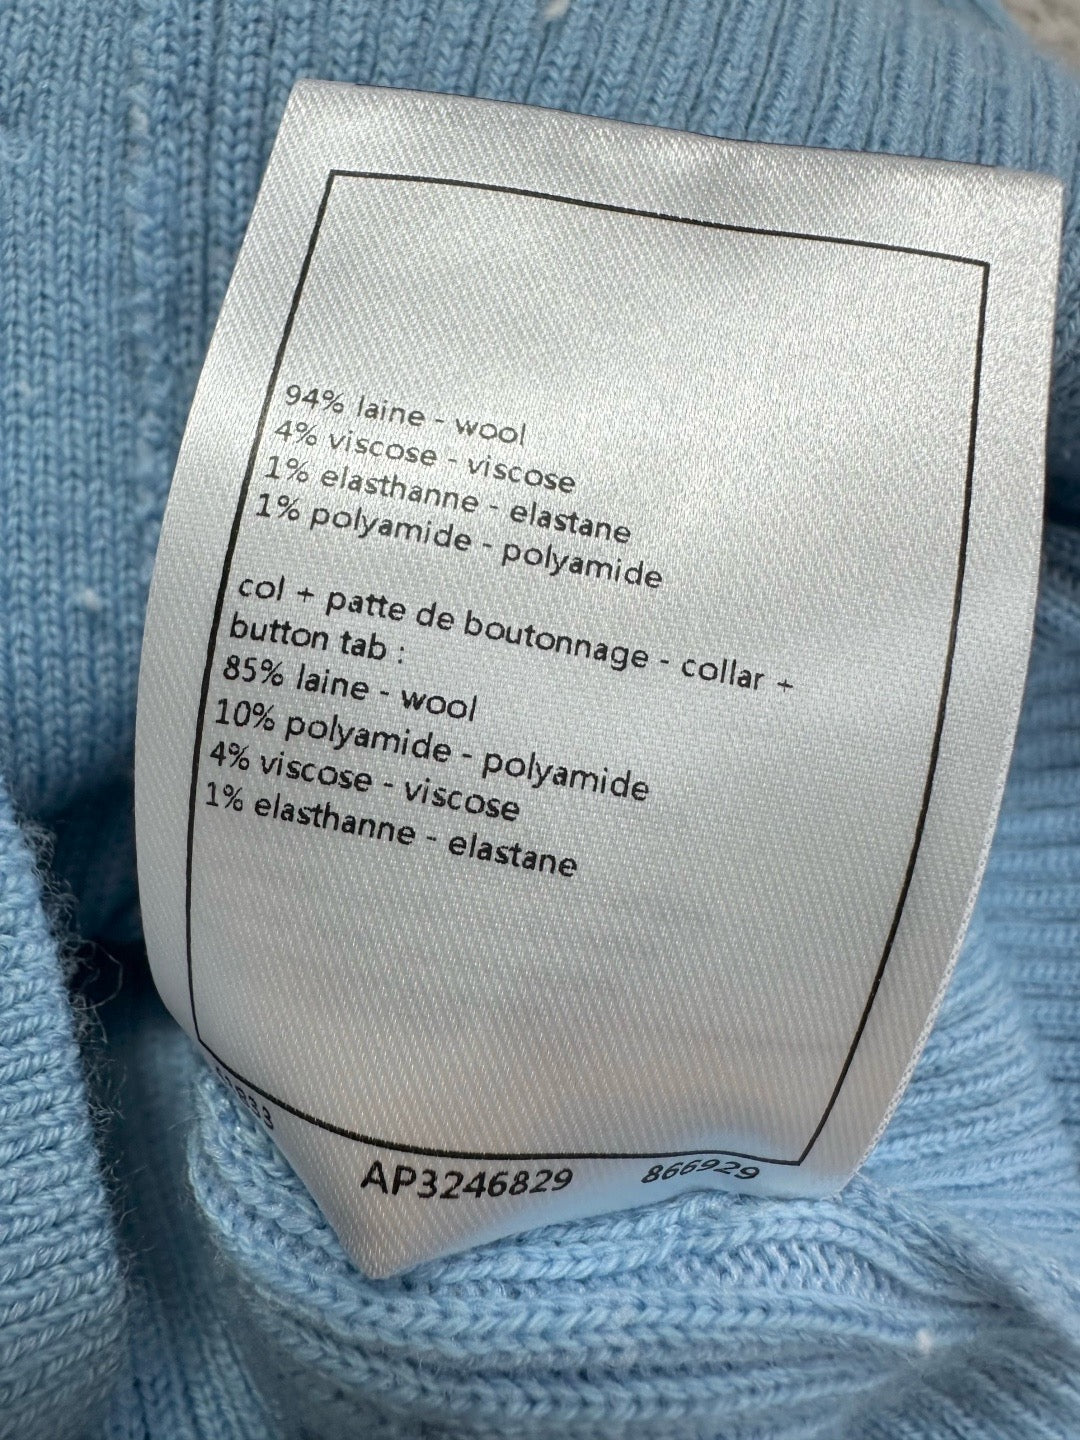 94% laine - wool
4% viscose - viscose
1% elasthanne - elastane
1% polyamide - polyamide
col + patte de boutonnage - collar +
button tab :
85% laine - wool
10% polyamide - polyamide
4% viscose - viscose
1% elasthanne - elastane
AP3246829 866929